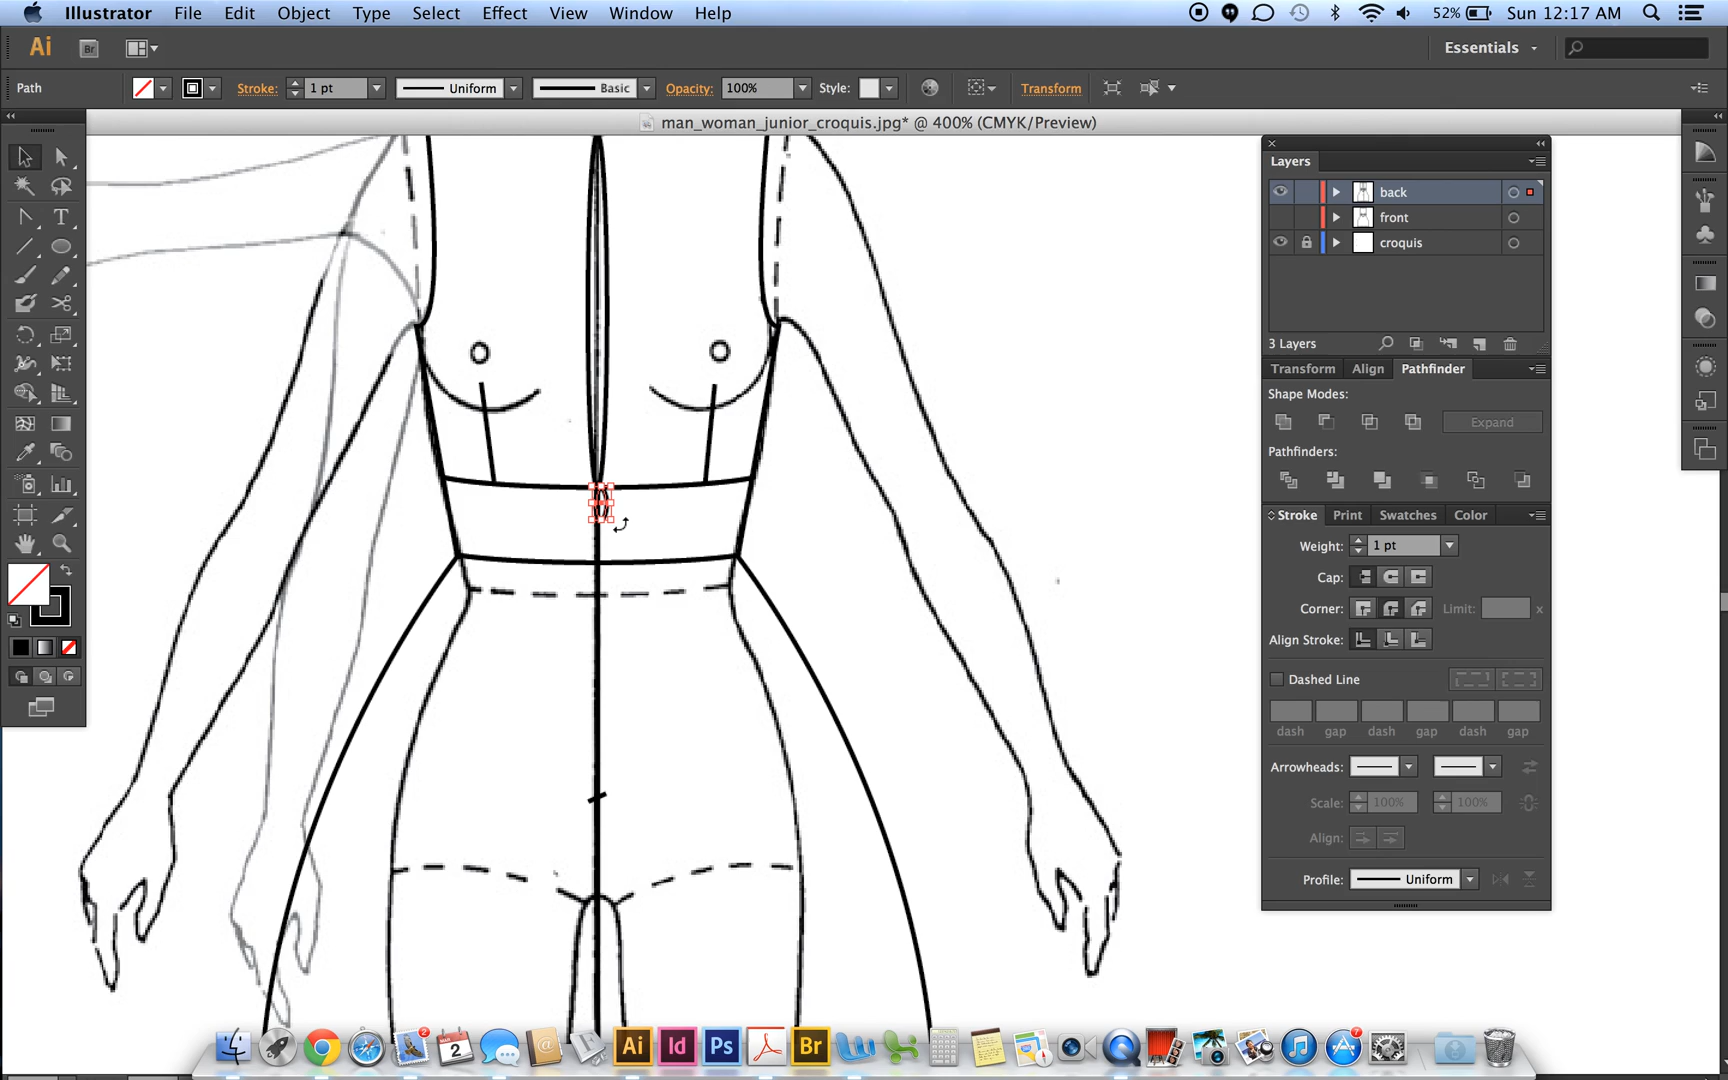 Illustrator File Edit Object Type Select Effect View Window Help 52% Sun 12:17 AM
Ai Br Essentials
Path Stroke: 1 pt Uniform Basic Opacity: 100% Style: Transform
man_woman_junior_croquis.jpg* @ 400% (CMYK/Preview)
Layers
back
front
croquis
3 Layers
Transform Align Pathfinder
Shape Modes:
Expand
Pathfinders:
Stroke Print Swatches Color
Weight: 1 pt
Cap:
Corner: Limit: x
Align Stroke:
Dashed Line
dash gap dash gap dash gap
Arrowheads:
Scale: 100% 100%
Align:
Profile: Uniform
T
2 MAR 2 Ai Id Ps Br 7